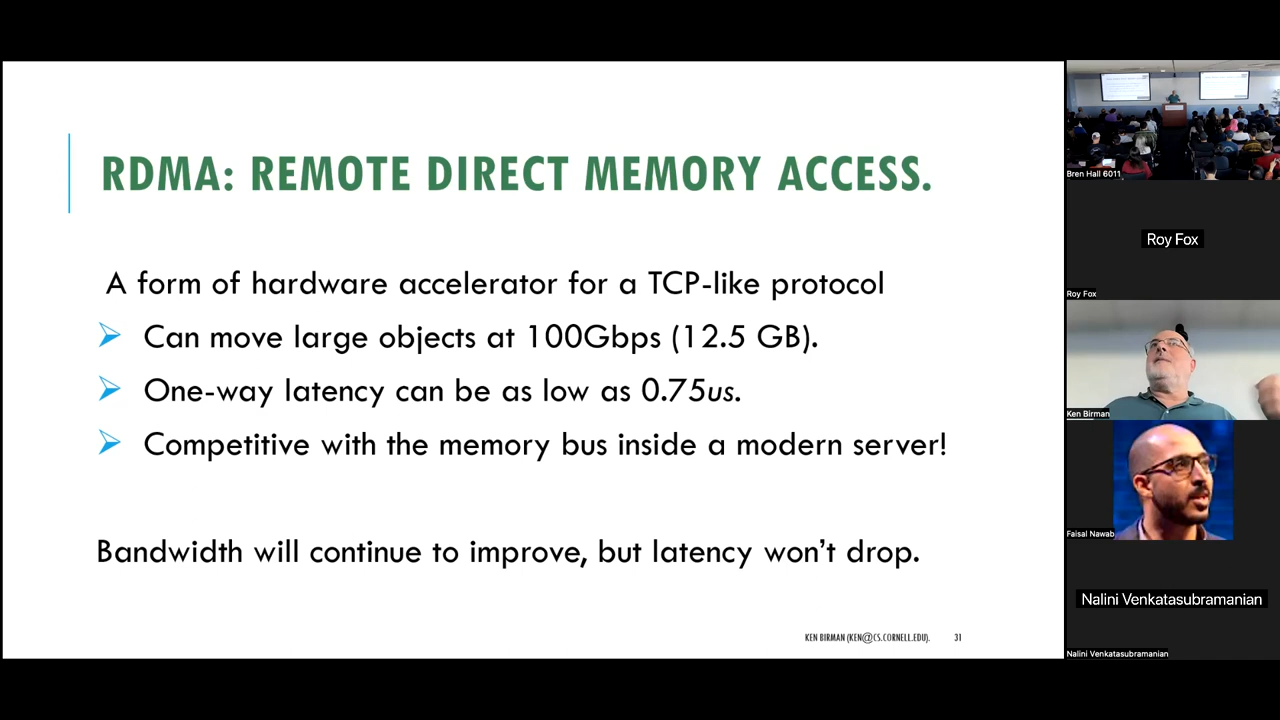 RDMA: REMOTE DIRECT MEMORY ACCESS.
A form of hardware accelerator for a TCP-like protocol
Can move large objects at 100Gbps (12.5 GB).
One-way latency can be as low as 0.75us.
Competitive with the memory bus inside a modern server!
Bandwidth will continue to improve, but latency won’t drop.
KEN BIRMAN (KEN@CS.CORNELL.EDU). 31
Bren Hall 6011
Roy Fox
Roy Fox
Ken Birman
Faisal Nawab
Nalini Venkatasubramanian
Nalini Venkatasubramanian